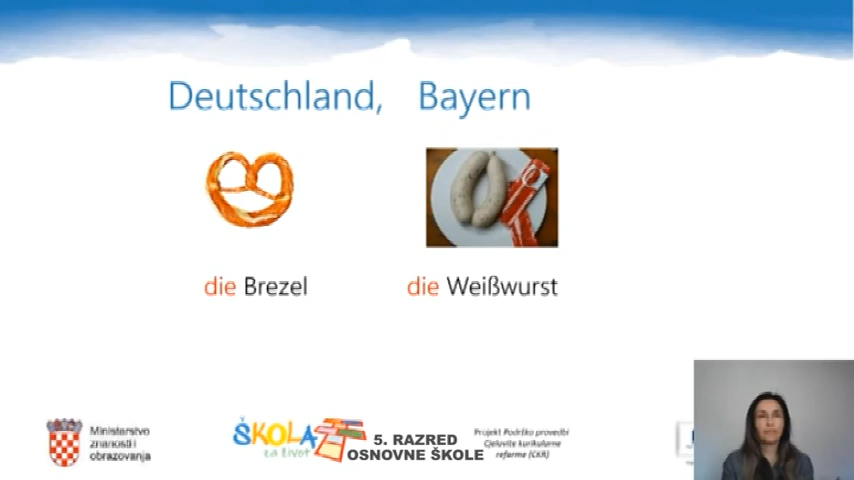 Deutschland, Bayern
die Brezel
die Weißwurst
Ministarstvo
znanosti i
obrazovanja
ŠKOLA
za život
5. RAZRED
OSNOVNE ŠKOLE
Projekt Podrška provedbi
Cjelovite kurikularne
reforme (CKR)